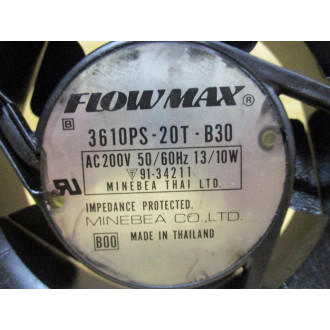 FLOWMAX®
B
3610PS-20T-B30
AC200V 50/60Hz 13/10W
91-34211
MINEBEA THAI LTD.
IMPEDANCE PROTECTED.
MINEBEA CO.,LTD.
B00 MADE IN THAILAND